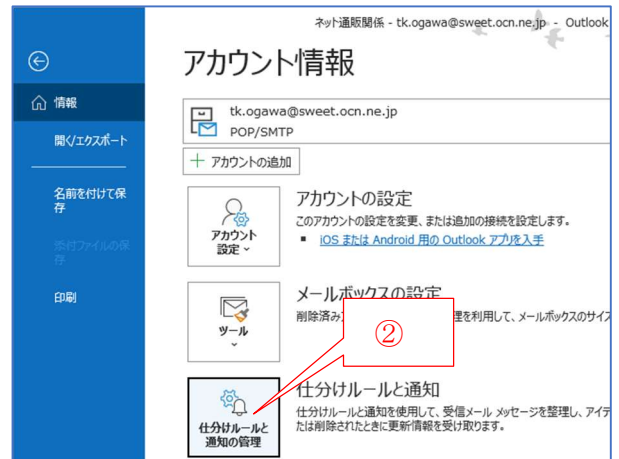 ネット通販関係 - tk.ogawa@sweet.ocn.ne.jp - Outlook
アカウント情報
情報
開く/エクスポート
名前を付けて保
存
添付ファイルの保
存
印刷
tk.ogawa@sweet.ocn.ne.jp
POP/SMTP
アカウントの追加
アカウント
設定
アカウントの設定
このアカウントの設定を変更、または追加の接続を設定します。
iOS または Android 用の Outlook アプリを入手
ツール
メールボックスの設定
削除済み
理を利用して、メールボックスのサイズ
②
仕分けルールと
通知の管理
仕分けルールと通知
仕分けルールと通知を使用して、受信メール メッセージを整理し、アイテ
たは削除されたときに更新情報を受け取ります。